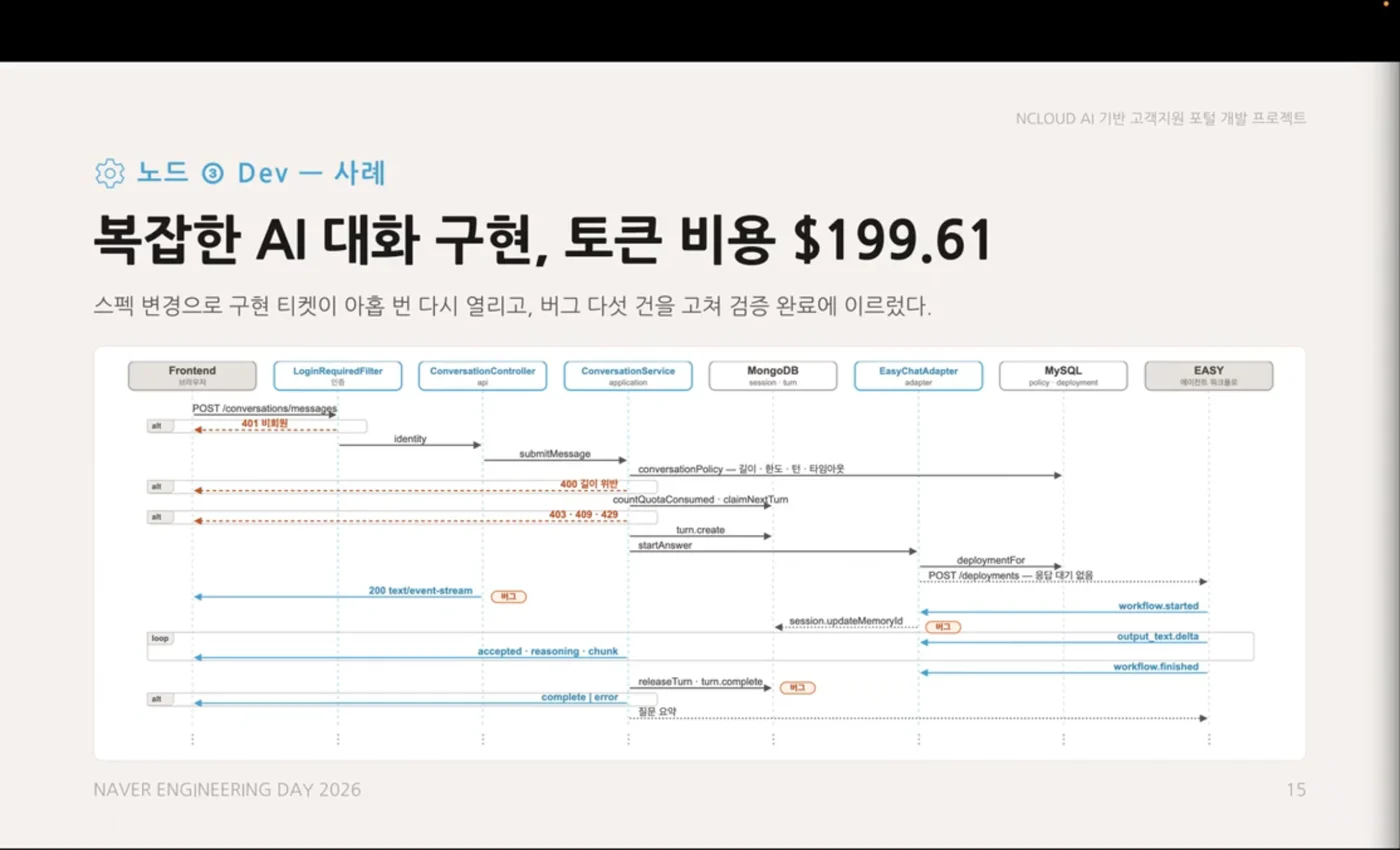 NCLOUD AI 기반 고객지원 포털 개발 프로젝트
노드 ③ Dev — 사례
복잡한 AI 대화 구현, 토큰 비용 $199.61
스펙 변경으로 구현 티켓이 아홉 번 다시 열리고, 버그 다섯 건을 고쳐 검증 완료에 이르렀다.
Frontend LoginRequiredFilter ConversationController ConversationService MongoDB EasyChatAdapter MySQL EASY
브라우저 인증 api application session · turn adapter policy · deployment 에이전트 워크플로
POST /conversations/messages
alt 401 비회원
identity
submitMessage
conversationPolicy — 길이 · 한도 · 턴 · 타임아웃
alt 400 길이 위반
countQuotaConsumed · claimNextTurn
alt 403 · 409 · 429
turn.create
startAnswer
deploymentFor
POST /deployments — 응답 대기 없음
200 text/event-stream 버그
workflow.started
session.updateMemoryId 버그
loop output_text.delta
accepted · reasoning · chunk
workflow.finished
releaseTurn · turn.complete 버그
alt complete | error
질문 요약
NAVER ENGINEERING DAY 2026 15